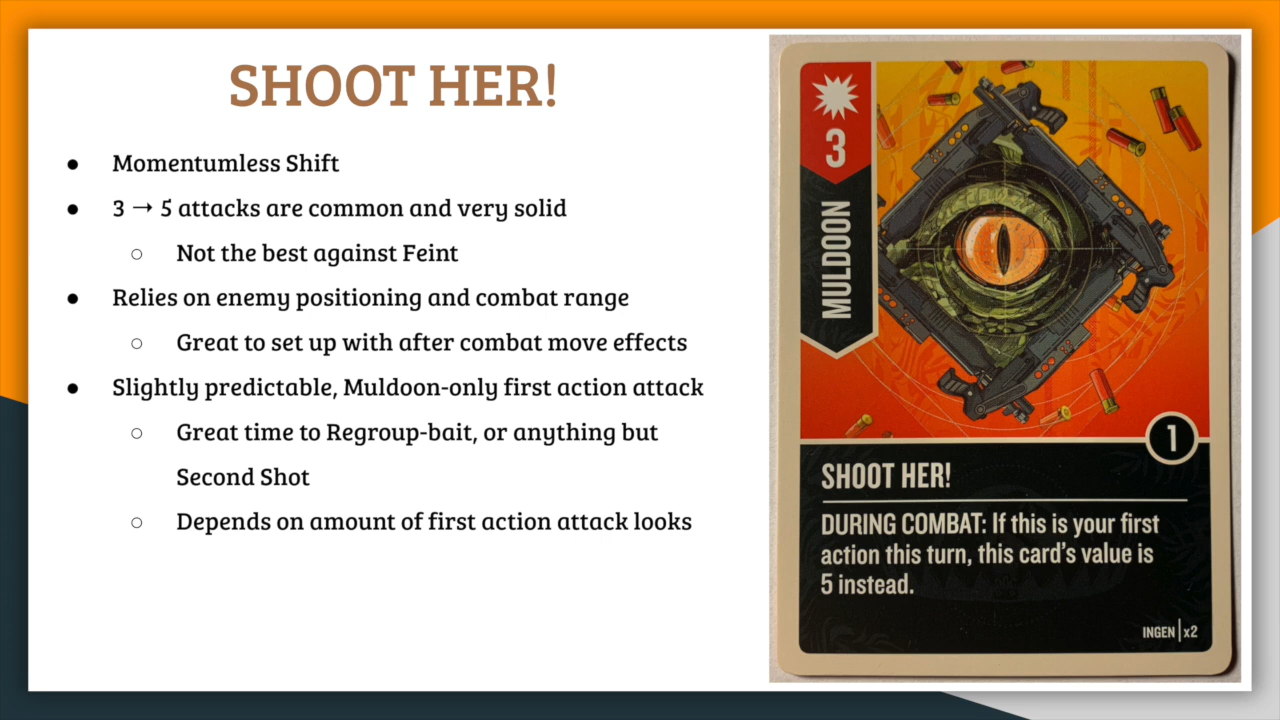 SHOOT HER!
● Momentumless Shift
● 3 → 5 attacks are common and very solid
○ Not the best against Feint
● Relies on enemy positioning and combat range
○ Great to set up with after combat move effects
● Slightly predictable, Muldoon-only first action attack
○ Great time to Regroup-bait, or anything but
Second Shot
○ Depends on amount of first action attack looks
3
MULDOON
1
SHOOT HER!
DURING COMBAT: If this is your first
action this turn, this card's value is
5 instead.
INGEN | x2